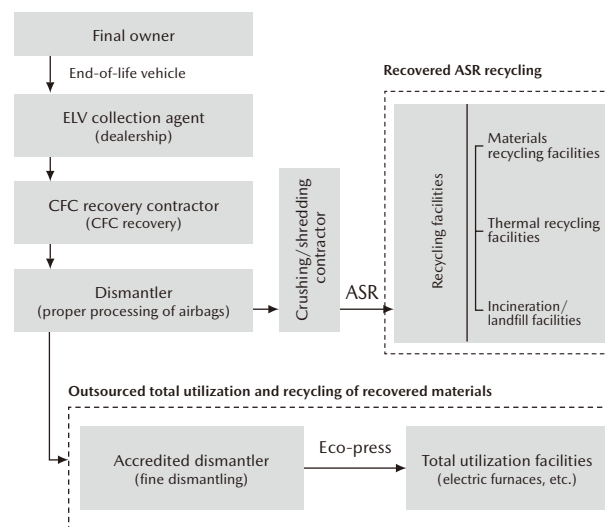 Final owner
End-of-life vehicle
ELV collection agent
(dealership)
CFC recovery contractor
(CFC recovery)
Dismantler
(proper processing of airbags)
Crushing/shredding
contractor
ASR
Recovered ASR recycling
Recycling facilities
Materials
recycling facilities
Thermal recycling
facilities
Incineration/
landfill facilities
Outsourced total utilization and recycling of recovered materials
Accredited dismantler
(fine dismantling)
Eco-press
Total utilization facilities
(electric furnaces, etc.)